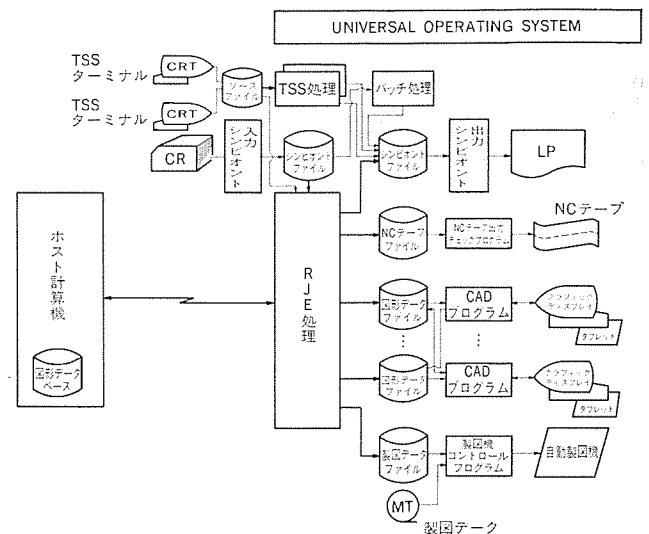 UNIVERSAL OPERATING SYSTEM
TSS
ターミナル
CRT
ソース
ファイル
TSS処理
バッチ処理
TSS
ターミナル
CRT
CR
入力
シンビオント
シンビオント
ファイル
シンビオント
ファイル
出力
シンビオント
LP
ホスト計算機
図形データ
ベース
RJE処理
NCテープ
ファイル
NCテープ出力
チェックプログラム
NCテープ
図形データ
ファイル
CAD
プログラム
グラフィック
ディスプレイ
タブレット
図形データ
ファイル
CAD
プログラム
グラフィック
ディスプレイ
タブレット
製図データ
ファイル
製図機
コントロール
プログラム
自動製図機
MT
製図テーク